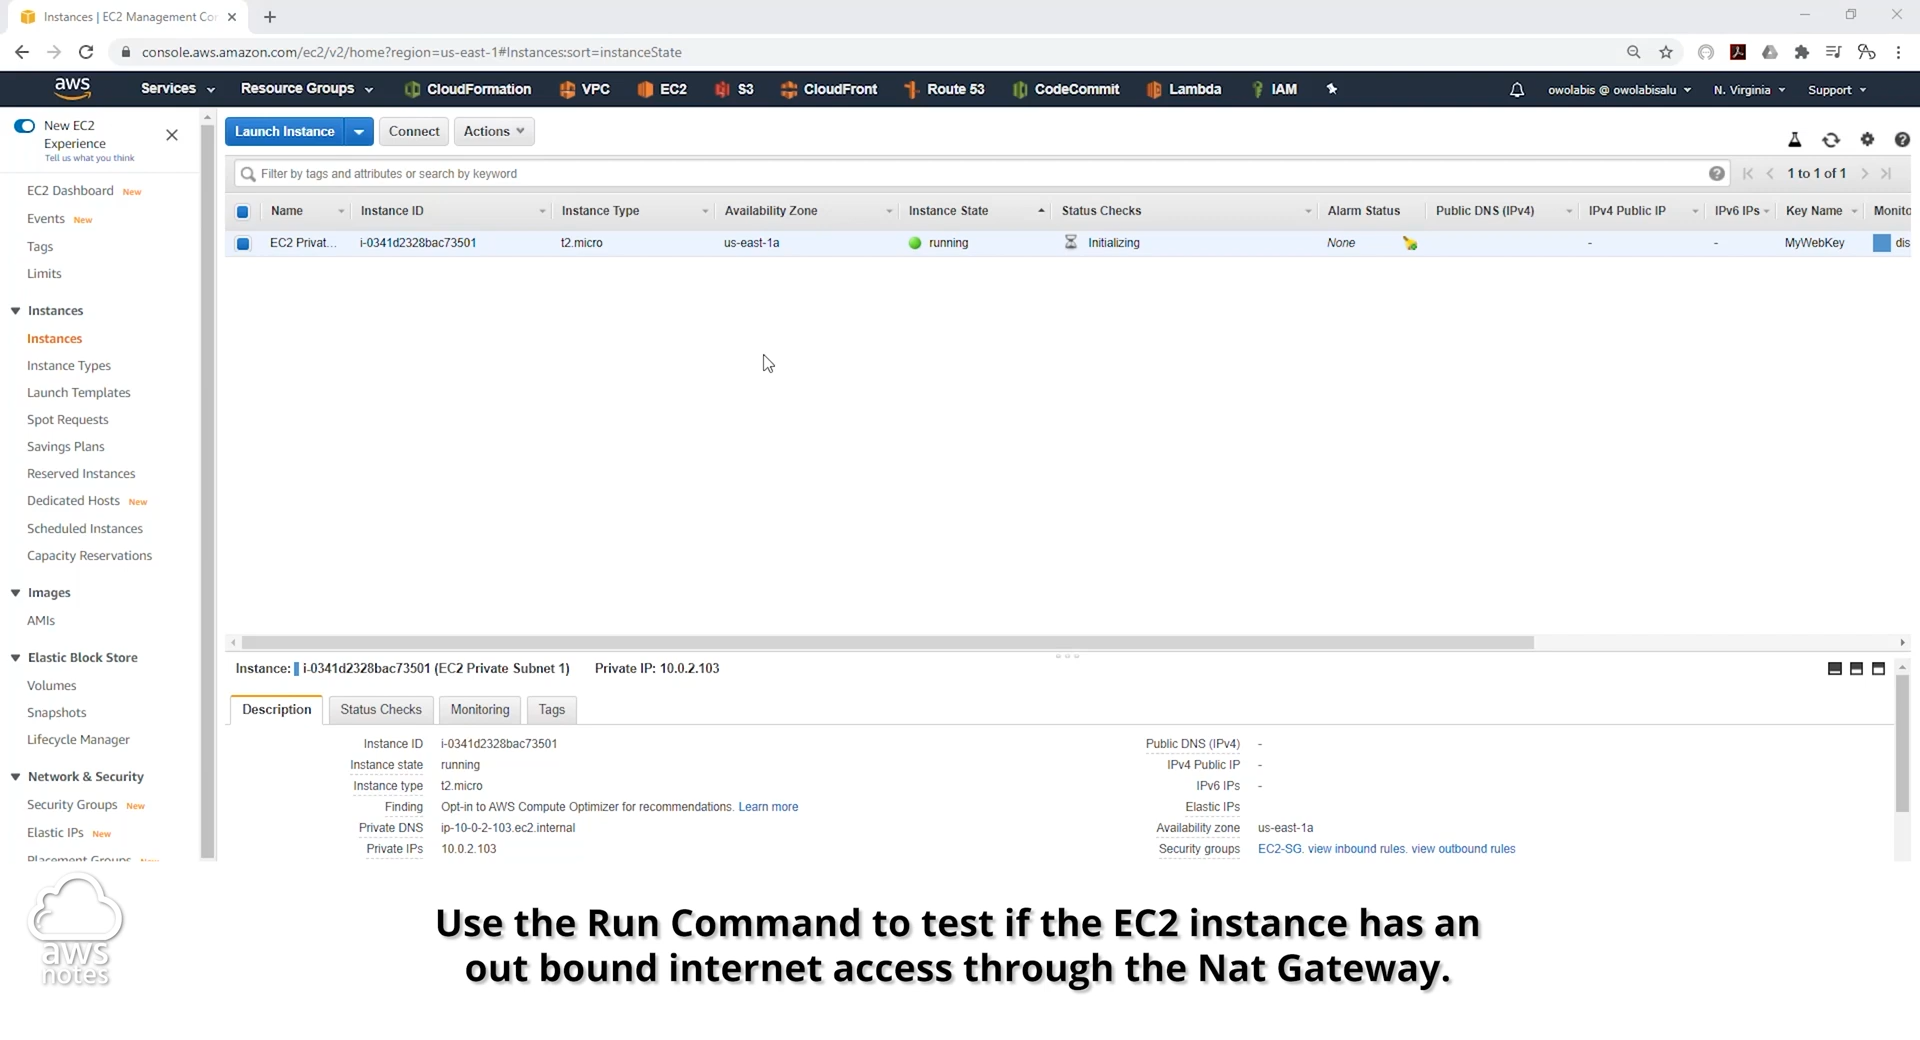 Instances | EC2 Management Cor
console.aws.amazon.com/ec2/v2/home?region=us-east-1#Instances:sort=instanceState
aws Services Resource Groups CloudFormation VPC EC2 S3 CloudFront Route 53 CodeCommit Lambda IAM owolabis @ owolabisalu N. Virginia Support
New EC2
Experience
Tell us what you think
Launch Instance Connect Actions
Filter by tags and attributes or search by keyword
1 to 1 of 1
Name Instance ID Instance Type Availability Zone Instance State Status Checks Alarm Status Public DNS (IPv4) IPv4 Public IP IPv6 IPs Key Name Monito
EC2 Privat... i-0341d2328bac73501 t2.micro us-east-1a running Initializing None - - MyWebKey dis
EC2 Dashboard New
Events New
Tags
Limits
Instances
Instances
Instance Types
Launch Templates
Spot Requests
Savings Plans
Reserved Instances
Dedicated Hosts New
Scheduled Instances
Capacity Reservations
Images
AMIs
Elastic Block Store
Volumes
Snapshots
Lifecycle Manager
Network & Security
Security Groups New
Elastic IPs New
Placement Groups New
Instance: i-0341d2328bac73501 (EC2 Private Subnet 1) Private IP: 10.0.2.103
Description Status Checks Monitoring Tags
Instance ID i-0341d2328bac73501
Instance state running
Instance type t2.micro
Finding Opt-in to AWS Compute Optimizer for recommendations. Learn more
Private DNS ip-10-0-2-103.ec2.internal
Private IPs 10.0.2.103
Public DNS (IPv4) -
IPv4 Public IP -
IPv6 IPs -
Elastic IPs
Availability zone us-east-1a
Security groups EC2-SG. view inbound rules. view outbound rules
aws
notes
Use the Run Command to test if the EC2 instance has an
out bound internet access through the Nat Gateway.